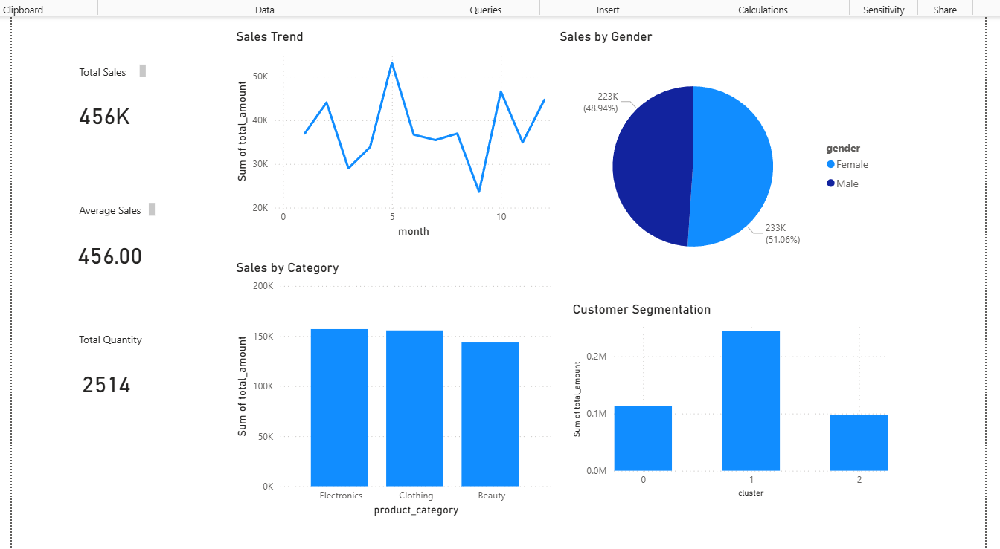 Clipboard
Data
Queries
Insert
Calculations
Sensitivity
Share
Total Sales
456K
Average Sales
456.00
Total Quantity
2514
Sales Trend
Sum of total_amount
50K
40K
30K
20K
0
5
10
month
Sales by Gender
223K
(48.94%)
233K
(51.06%)
gender
Female
Male
Sales by Category
Sum of total_amount
200K
150K
100K
50K
0K
Electronics
Clothing
Beauty
product_category
Customer Segmentation
Sum of total_amount
0.2M
0.1M
0.0M
0
1
2
cluster